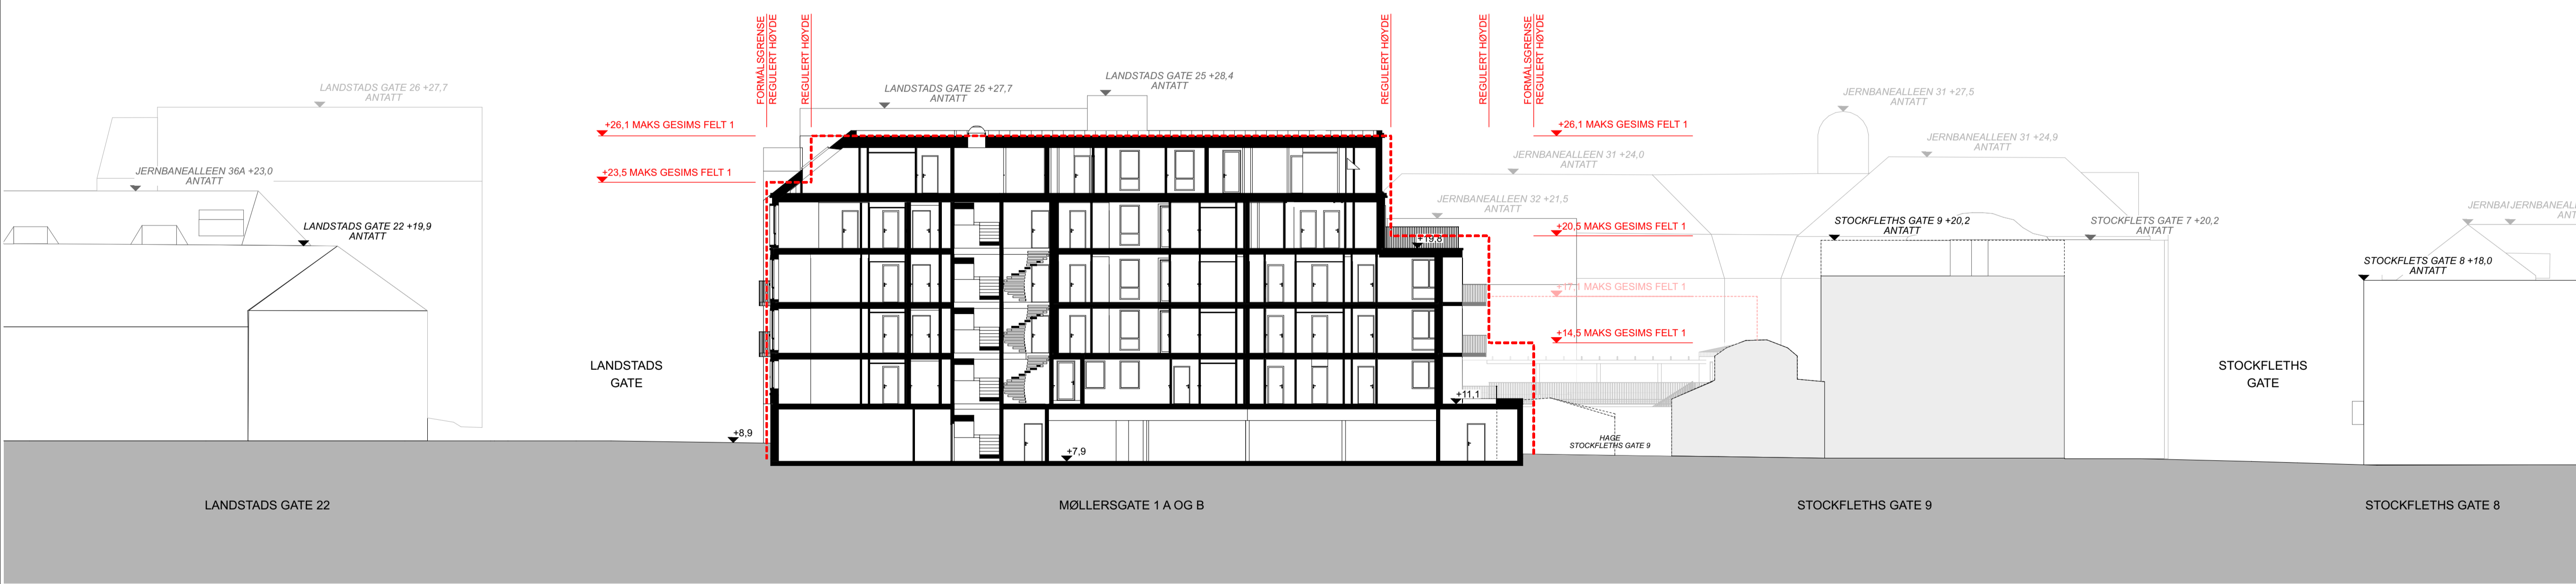 FORMÅLSGRENSE
REGULERT HØYDE
REGULERT HØYDE
REGULERT HØYDE
REGULERT HØYDE
FORMÅLSGRENSE
REGULERT HØYDE
LANDSTADS GATE 26 +27,7
ANTATT
LANDSTADS GATE 25 +27,7
ANTATT
LANDSTADS GATE 25 +28,4
ANTATT
JERNBANEALLEEN 31 +27,5
ANTATT
+26,1 MAKS GESIMS FELT 1
+26,1 MAKS GESIMS FELT 1
JERNBANEALLEEN 31 +24,9
ANTATT
JERNBANEALLEEN 31 +24,0
ANTATT
JERNBANEALLEEN 36A +23,0
ANTATT
+23,5 MAKS GESIMS FELT 1
JERNBANEALLEEN 32 +21,5
ANTATT
LANDSTADS GATE 22 +19,9
ANTATT
+19,8
+20,5 MAKS GESIMS FELT 1
STOCKFLETHS GATE 9 +20,2
ANTATT
STOCKFLETS GATE 7 +20,2
ANTATT
STOCKFLETS GATE 8 +18,0
ANTATT
+17,1 MAKS GESIMS FELT 1
+14,5 MAKS GESIMS FELT 1
LANDSTADS
GATE
STOCKFLETHS
GATE
+11,1
+8,9
+7,9
HAGE
STOCKFLETHS GATE 9
LANDSTADS GATE 22
MØLLERSGATE 1 A OG B
STOCKFLETHS GATE 9
STOCKFLETHS GATE 8